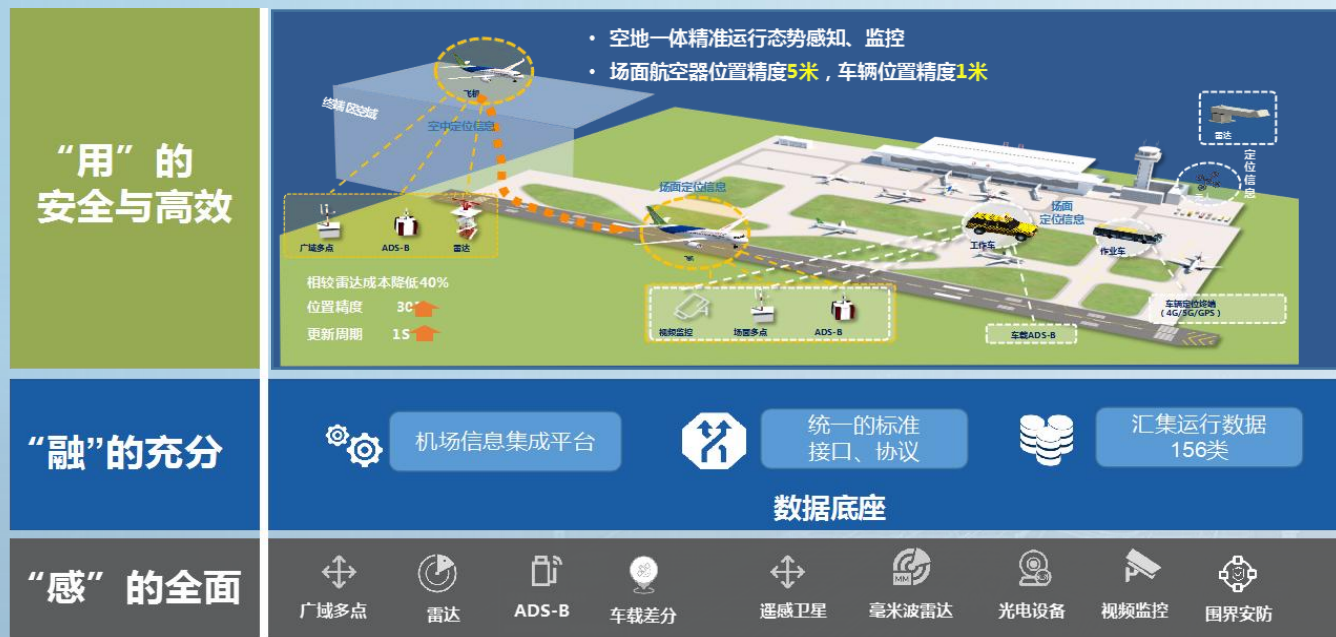 “用”的
安全与高效
• 空地一体精准运行态势感知、监控
• 场面航空器位置精度5米，车辆位置精度1米
终端区空域
飞机
空中定位信息
广域多点
ADS-B
雷达
相较雷达成本降低40%
位置精度
更新周期 1S
场面定位信息
视频监控
场面多点
ADS-B
场面
定位信息
工作车
作业车
车载ADS-B
车辆定位终端
（4G/5G/GPS）
雷达
定位信息
“融”的充分
机场信息集成平台
统一的标准
接口、协议
汇集运行数据
156类
数据底座
“感”的全面
广域多点
雷达
ADS-B
车载差分
遥感卫星
毫米波雷达
MM
光电设备
视频监控
围界安防